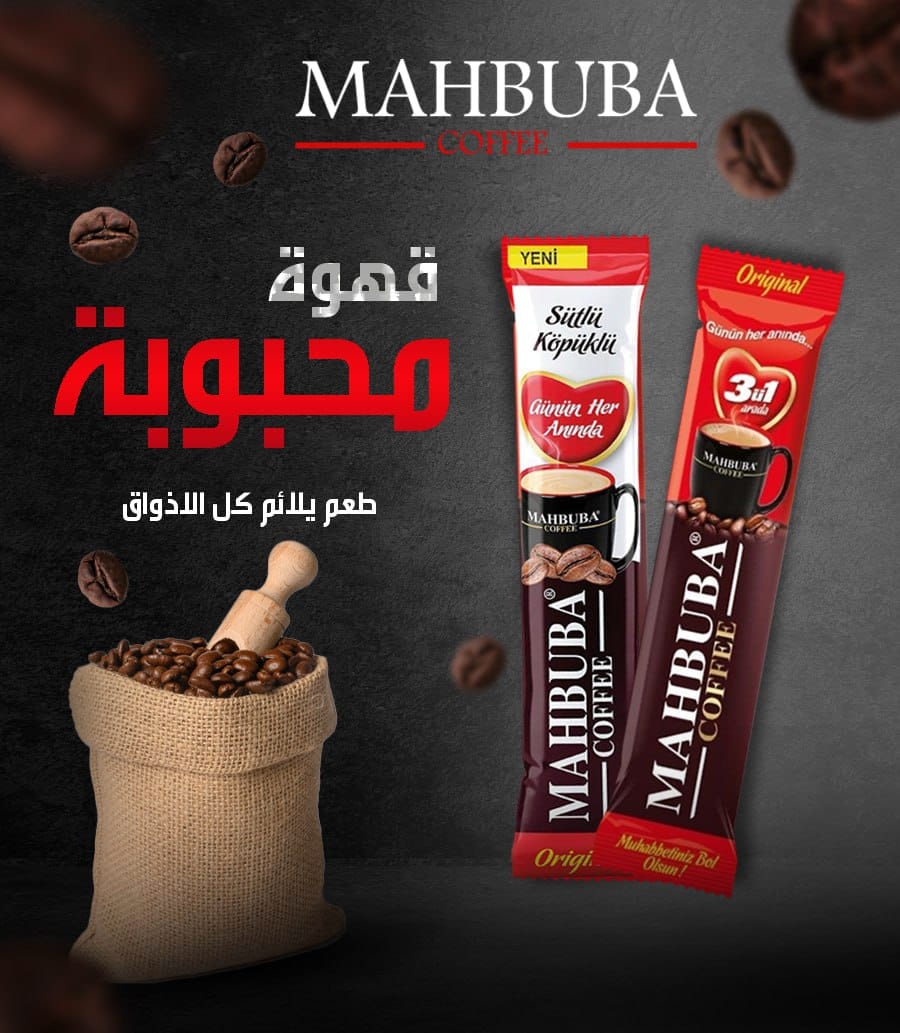 MAHBUBA
COFFEE
قهوة
محبوبة
طعم يلائم كل الاذواق
YENİ
Sütlü
Köpüklü
Günün Her
Anında
MAHBUBA®
COFFEE
MAHBUBA®
COFFEE
Origi
Original
Günün her anında...
3ü1
arada
MAHBUBA®
COFFEE
MAHBUBA®
COFFEE
Muhabbetiniz Bol
Olsun!